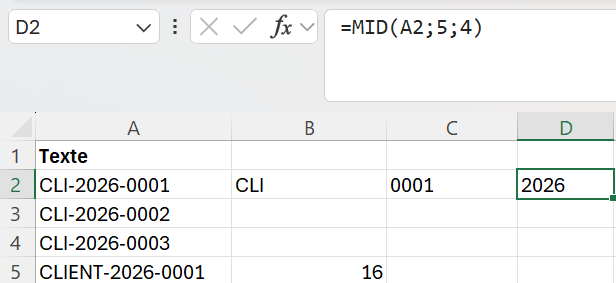 D2 fx =MID(A2;5;4)
A B C D
1 Texte
2 CLI-2026-0001 CLI 0001 2026
3 CLI-2026-0002
4 CLI-2026-0003
5 CLIENT-2026-0001 16